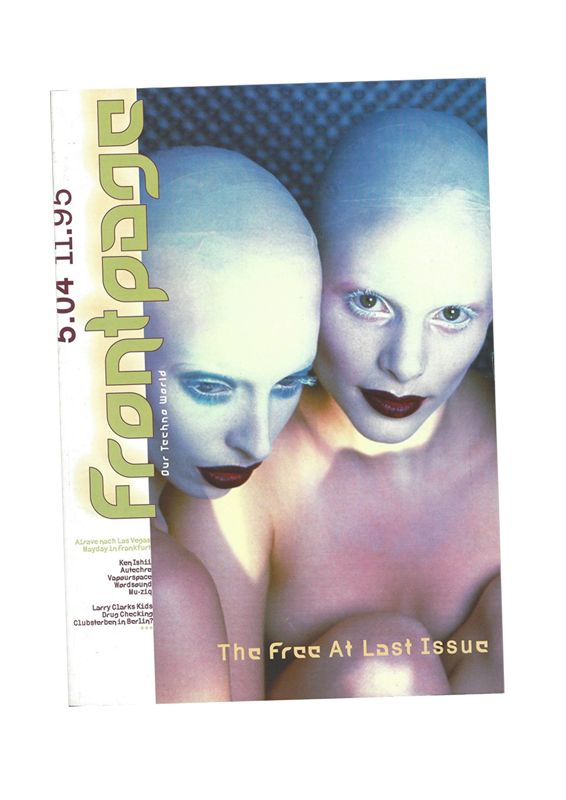 5.04 11.95
Frontpage
Our Techno World
Airave nach Las Vegas
Mayday in Frankfurt
Ken Ishii
Autechre
Vapourspace
Wordsound
Mu-ziq
Larry Clarks Kids
Drug Checking
Clubsterben in Berlin?
The Free At Last Issue